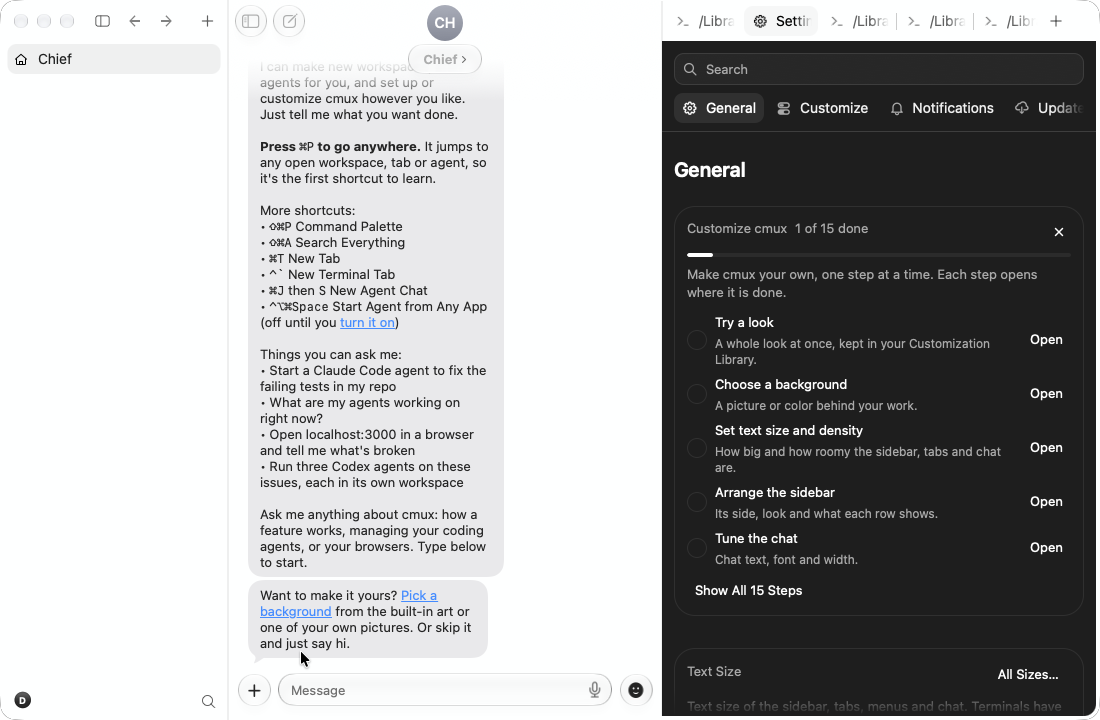 Chief
D
CH
Chief
I can make new workspac
agents for you, and set up or
customize cmux however you like.
Just tell me what you want done.
Press ⌘P to go anywhere. It jumps to
any open workspace, tab or agent, so
it's the first shortcut to learn.
More shortcuts:
• ⇧⌘P Command Palette
• ⇧⌘A Search Everything
• ⌘T New Tab
• ⌃` New Terminal Tab
• ⌘J then S New Agent Chat
• ⌃⌥⌘Space Start Agent from Any App
(off until you turn it on)
Things you can ask me:
• Start a Claude Code agent to fix the
failing tests in my repo
• What are my agents working on
right now?
• Open localhost:3000 in a browser
and tell me what's broken
• Run three Codex agents on these
issues, each in its own workspace
Ask me anything about cmux: how a
feature works, managing your coding
agents, or your browsers. Type below
to start.
Want to make it yours? Pick a
background from the built-in art or
one of your own pictures. Or skip it
and just say hi.
Message
/Libra Settin /Libra /Libra /Lib
Search
General Customize Notifications Update
General
Customize cmux 1 of 15 done
Make cmux your own, one step at a time. Each step opens
where it is done.
Try a look
A whole look at once, kept in your Customization
Library.
Open
Choose a background
A picture or color behind your work.
Open
Set text size and density
How big and how roomy the sidebar, tabs and chat
are.
Open
Arrange the sidebar
Its side, look and what each row shows.
Open
Tune the chat
Chat text, font and width.
Open
Show All 15 Steps
Text Size
All Sizes...
Text size of the sidebar, tabs, menus and chat. Terminals have